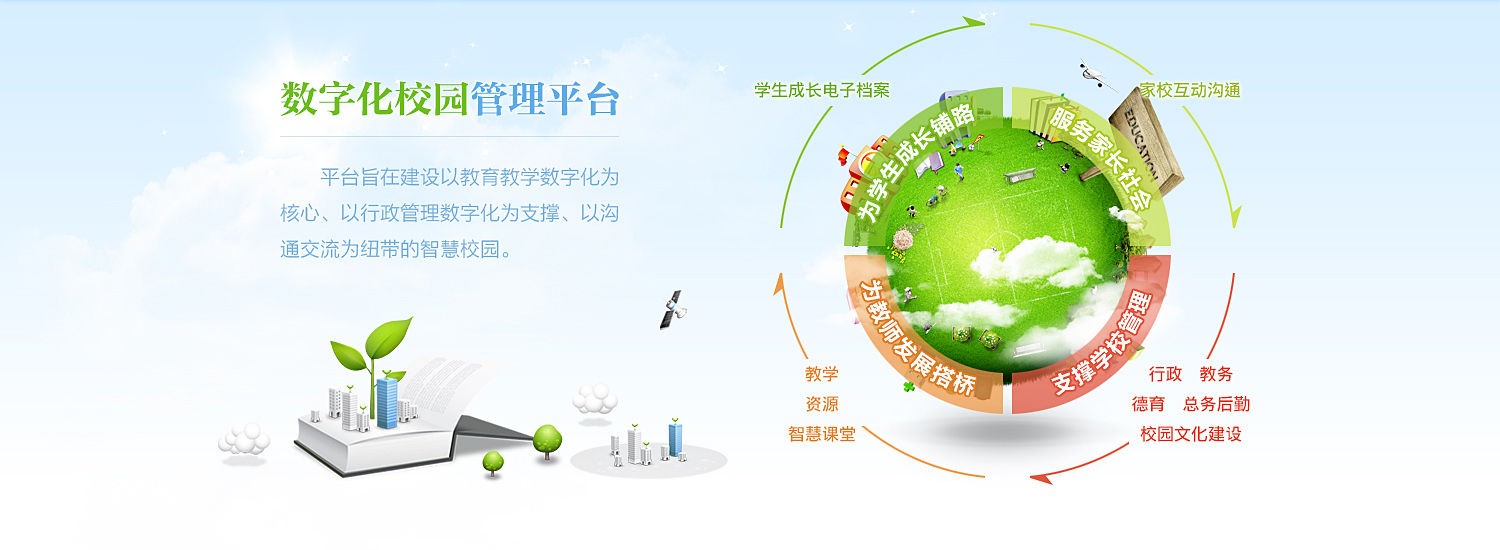 数字化校园管理平台
平台旨在建设以教育教学数字化为
核心、以行政管理数字化为支撑、以沟
通交流为纽带的智慧校园。
学生成长电子档案
家校互动沟通
为学生成长铺路
服务家长社会
EDUCATION
为教师发展搭桥
支撑学校管理
教学
资源
智慧课堂
行政 教务
德育 总务后勤
校园文化建设